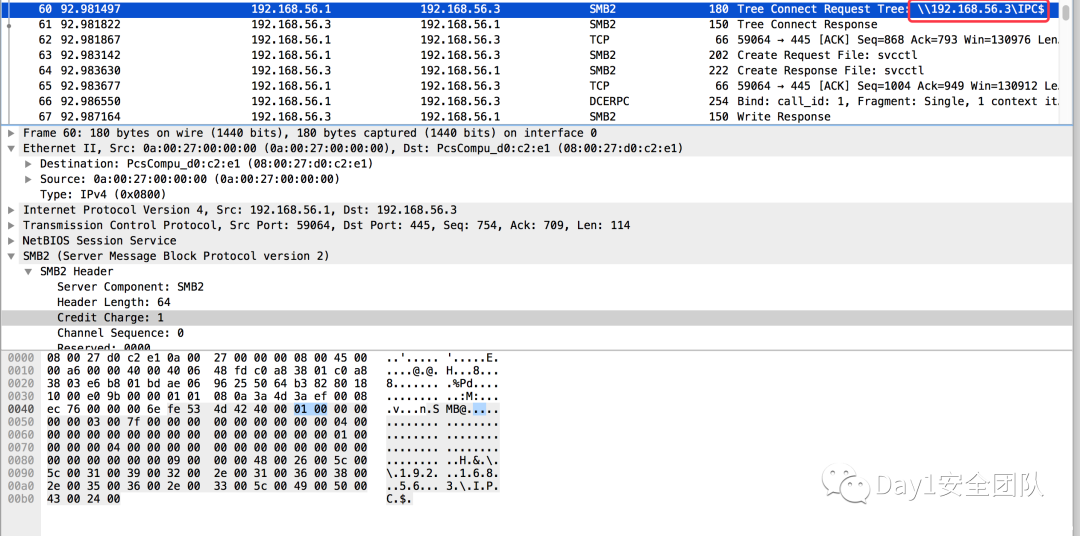 60 92.981497 192.168.56.1 192.168.56.3 SMB2 180 Tree Connect Request Tree: \\192.168.56.3\IPC$
61 92.981822 192.168.56.3 192.168.56.1 SMB2 150 Tree Connect Response
62 92.981867 192.168.56.1 192.168.56.3 TCP 66 59064 → 445 [ACK] Seq=868 Ack=793 Win=130976 Len…
63 92.983142 192.168.56.1 192.168.56.3 SMB2 202 Create Request File: svcctl
64 92.983630 192.168.56.3 192.168.56.1 SMB2 222 Create Response File: svcctl
65 92.983677 192.168.56.1 192.168.56.3 TCP 66 59064 → 445 [ACK] Seq=1004 Ack=949 Win=130912 Le…
66 92.986550 192.168.56.1 192.168.56.3 DCERPC 254 Bind: call_id: 1, Fragment: Single, 1 context it…
67 92.987164 192.168.56.3 192.168.56.1 SMB2 150 Write Response
Frame 60: 180 bytes on wire (1440 bits), 180 bytes captured (1440 bits) on interface 0
Ethernet II, Src: 0a:00:27:00:00:00 (0a:00:27:00:00:00), Dst: PcsCompu_d0:c2:e1 (08:00:27:d0:c2:e1)
Destination: PcsCompu_d0:c2:e1 (08:00:27:d0:c2:e1)
Source: 0a:00:27:00:00:00 (0a:00:27:00:00:00)
Type: IPv4 (0x0800)
Internet Protocol Version 4, Src: 192.168.56.1, Dst: 192.168.56.3
Transmission Control Protocol, Src Port: 59064, Dst Port: 445, Seq: 754, Ack: 709, Len: 114
NetBIOS Session Service
SMB2 (Server Message Block Protocol version 2)
SMB2 Header
Server Component: SMB2
Header Length: 64
Credit Charge: 1
Channel Sequence: 0
Reserved: 0000
0000 08 00 27 d0 c2 e1 0a 00 27 00 00 00 08 00 45 00 ..'..... '.....E.
0010 00 a6 00 00 40 00 40 06 48 fd c0 a8 38 01 c0 a8 ....@.@. H...8...
0020 38 03 e6 b8 01 bd ae 06 96 25 50 64 b3 82 80 18 8....... .%Pd....
0030 10 00 e0 9b 00 00 01 01 08 0a 3a 4d 3a ef 00 08 ........ ..:M:...
0040 ec 76 00 00 00 6e fe 53 4d 42 40 00 01 00 00 00 .v...n.S MB@.....
0050 00 00 03 00 7f 00 00 00 00 00 00 00 00 00 04 00 ........ ........
0060 00 00 00 00 00 00 00 00 00 00 00 00 00 00 01 00 ........ ........
0070 00 00 00 04 00 00 00 00 00 00 00 00 00 00 00 00 ........ ........
0080 00 00 00 00 00 00 09 00 00 00 48 00 26 00 5c 00 ........ ..H.&.\.
0090 5c 00 31 00 39 00 32 00 2e 00 31 00 36 00 38 00 \.1.9.2. ..1.6.8.
00a0 2e 00 35 00 36 00 2e 00 33 00 5c 00 49 00 50 00 ..5.6... 3.\.I.P.
00b0 43 00 24 00 C.$.
Day1安全团队